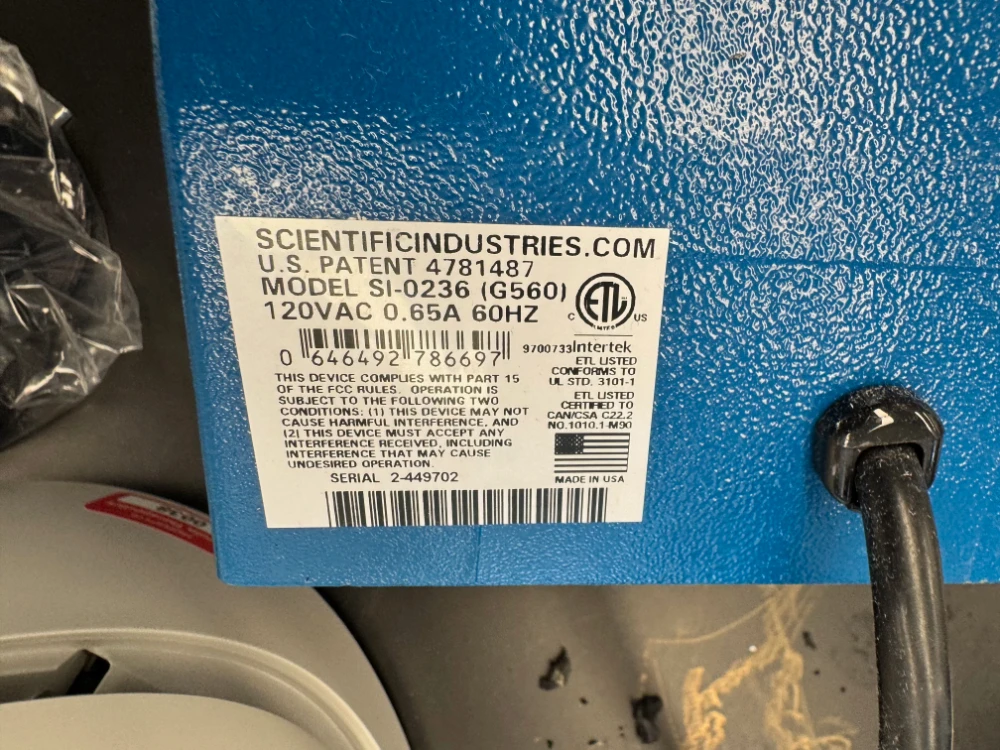 SCIENTIFICINDUSTRIES.COM
U.S. PATENT 4781487
MODEL SI-0236 (G560)
120VAC 0.65A 60HZ
ETL
C US
INTERTEK
0 646492 786697
9700733 Intertek
ETL LISTED
CONFORMS TO
UL STD. 3101-1
ETL LISTED
CERTIFIED TO
CAN/CSA C22.2
NO.1010.1-M90
THIS DEVICE COMPLIES WITH PART 15
OF THE FCC RULES. OPERATION IS
SUBJECT TO THE FOLLOWING TWO
CONDITIONS: (1) THIS DEVICE MAY NOT
CAUSE HARMFUL INTERFERENCE, AND
(2) THIS DEVICE MUST ACCEPT ANY
INTERFERENCE RECEIVED, INCLUDING
INTERFERENCE THAT MAY CAUSE
UNDESIRED OPERATION.
SERIAL 2-449702
MADE IN USA